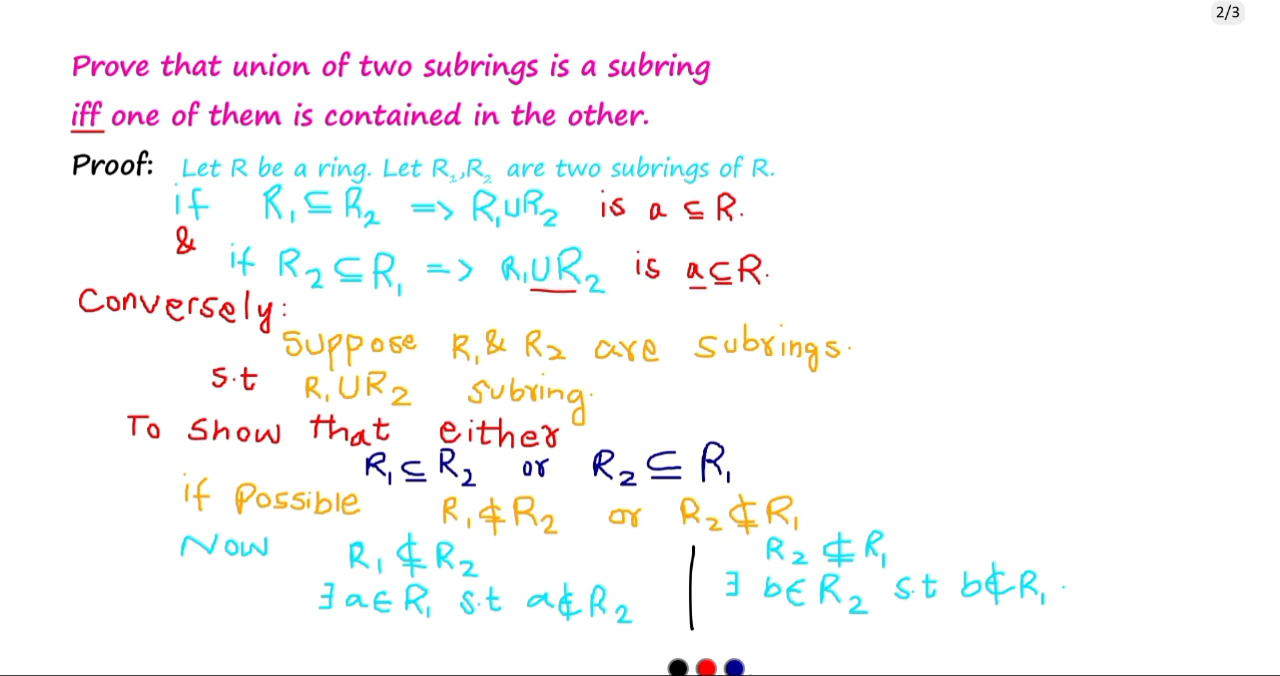 2/3
Prove that union of two subrings is a subring
iff one of them is contained in the other.
Proof: Let R be a ring. Let R₁,R₂ are two subrings of R.
if R₁⊆R₂ => R₁∪R₂ is a ⊆ R.
&
if R₂⊆R₁ => R₁∪R₂ is a⊆R.
Conversely:
Suppose R₁ & R₂ are subrings.
s.t R₁∪R₂ subring.
To show that either
R₁⊆R₂ or R₂⊆R₁
if possible R₁⊈R₂ or R₂⊈R₁
Now R₁⊈R₂ | R₂⊈R₁
∃ a∈R₁ s.t a∉R₂ | ∃ b∈R₂ s.t b∉R₁.